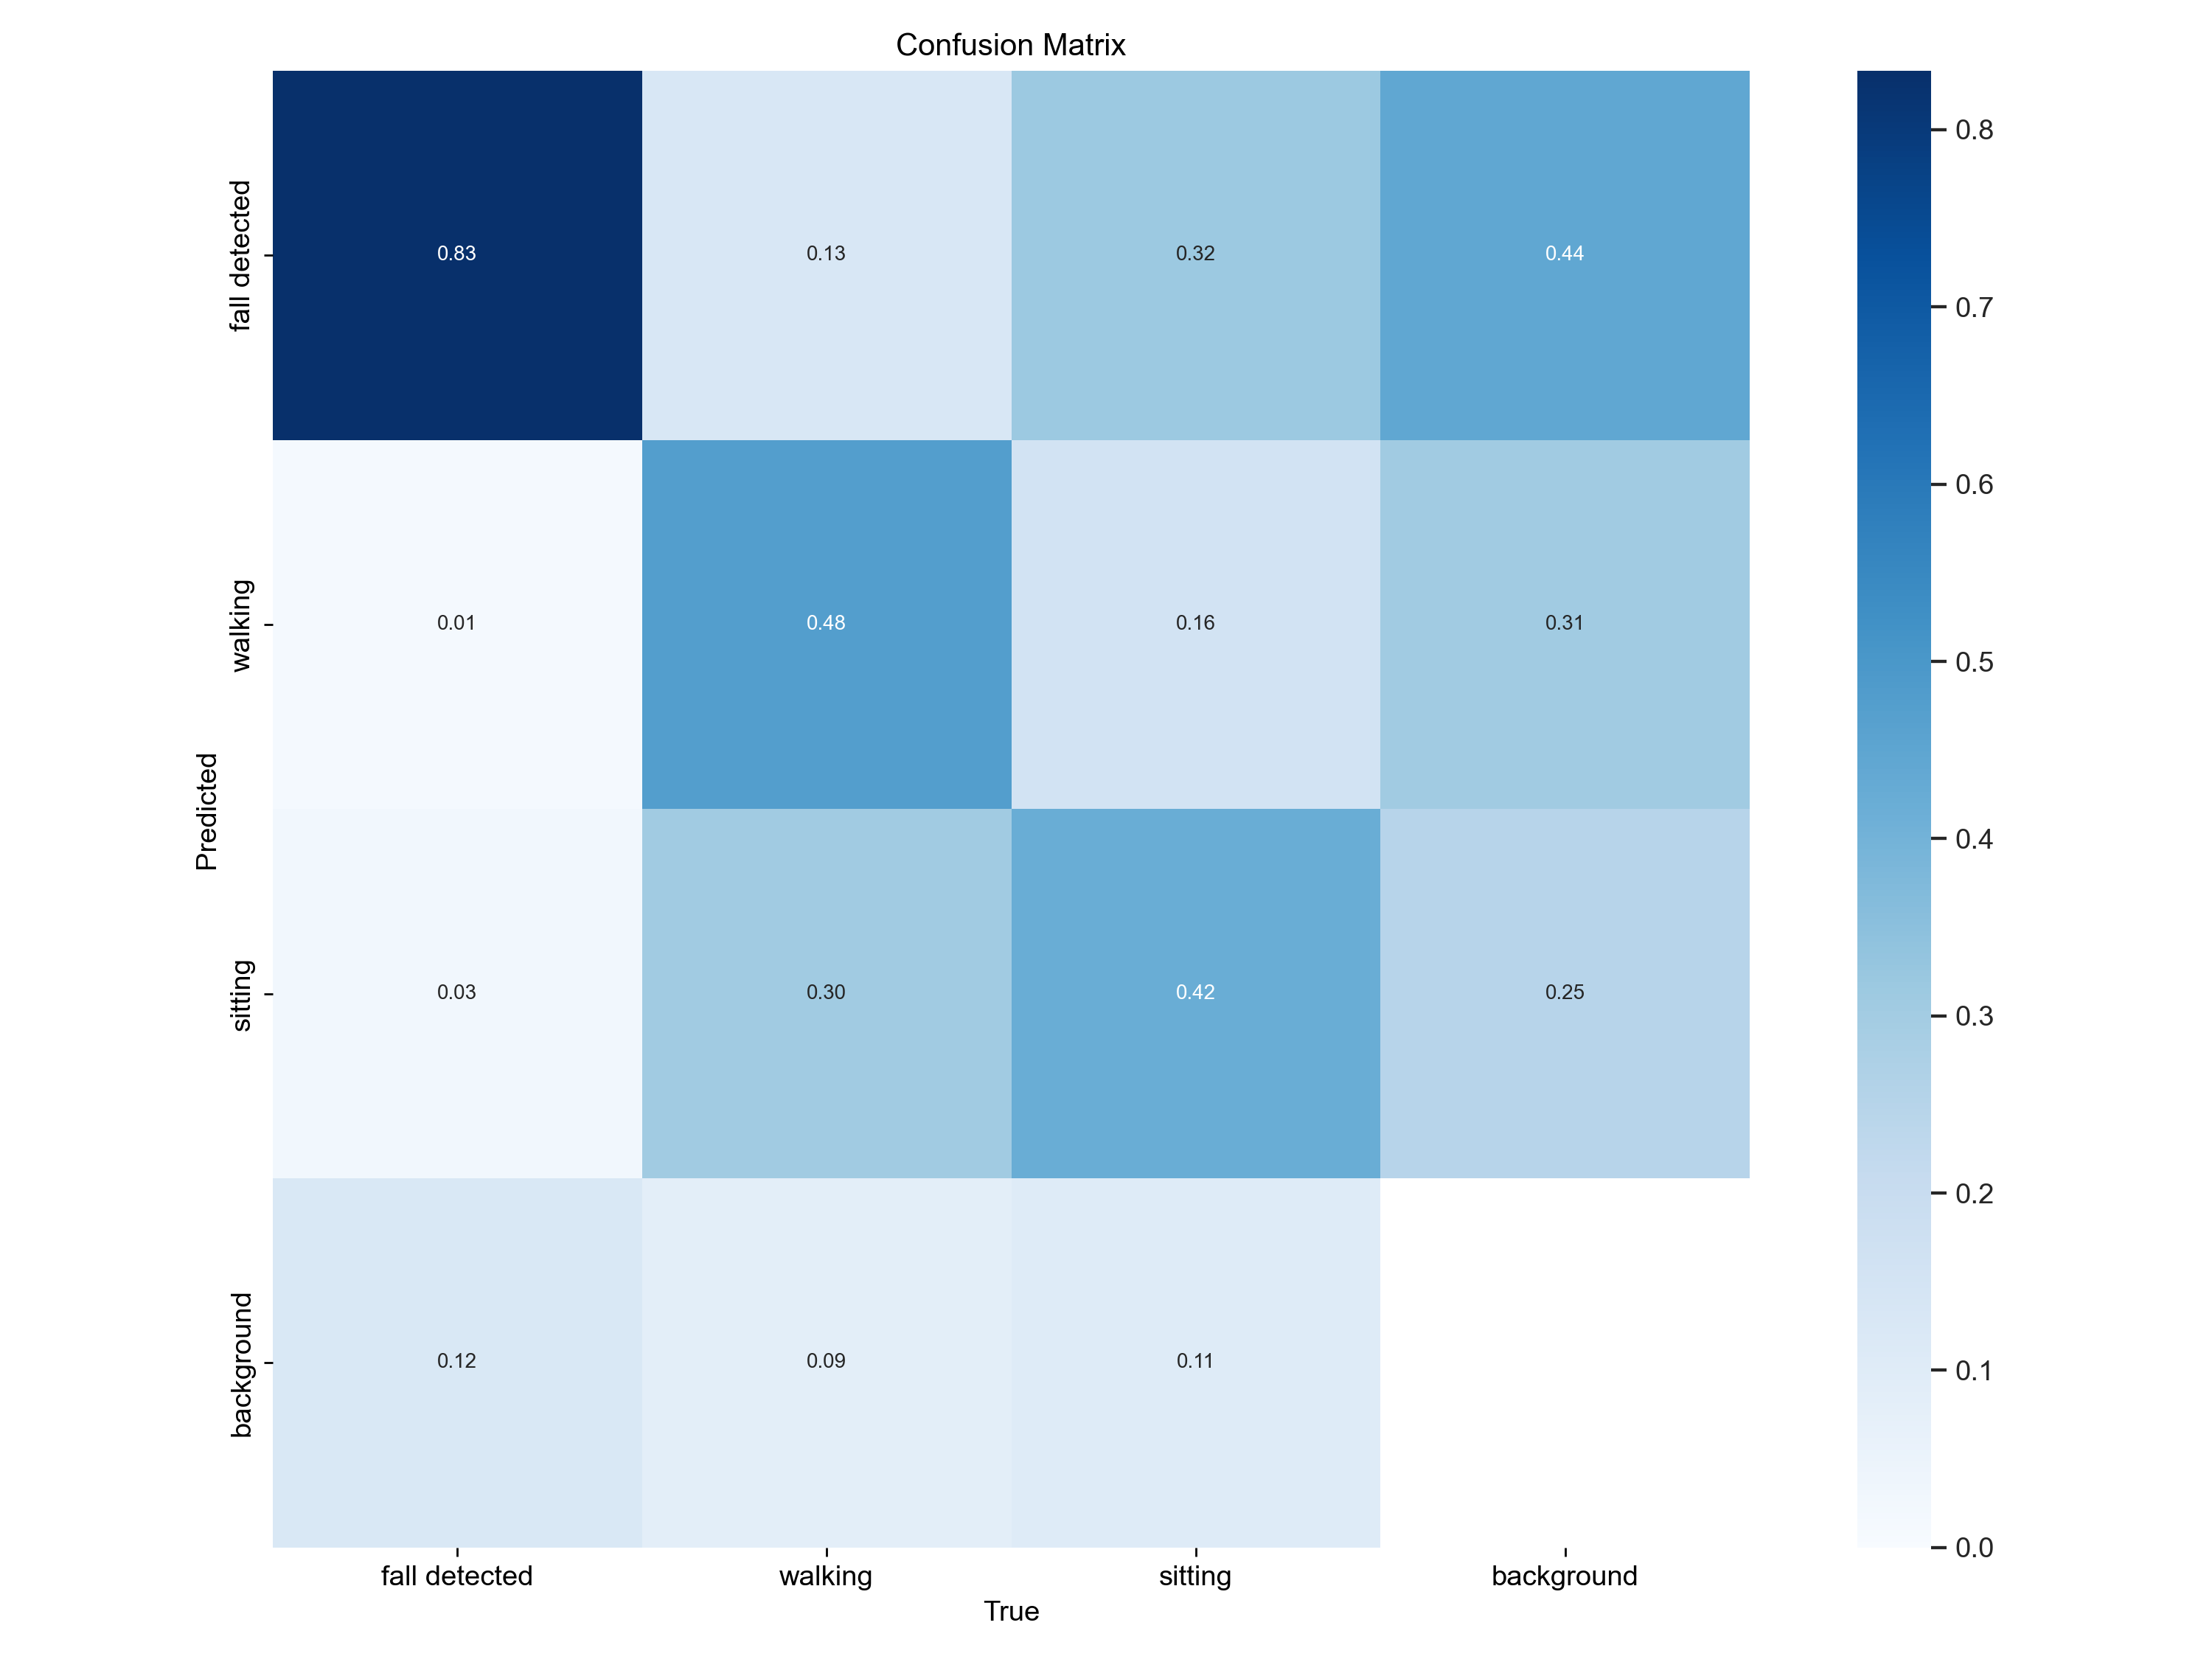 Confusion Matrix
fall detected
0.83
0.13
0.32
0.44
walking
0.01
0.48
0.16
0.31
sitting
0.03
0.30
0.42
0.25
background
0.12
0.09
0.11
Predicted
fall detected
walking
sitting
background
True
0.8
0.7
0.6
0.5
0.4
0.3
0.2
0.1
0.0